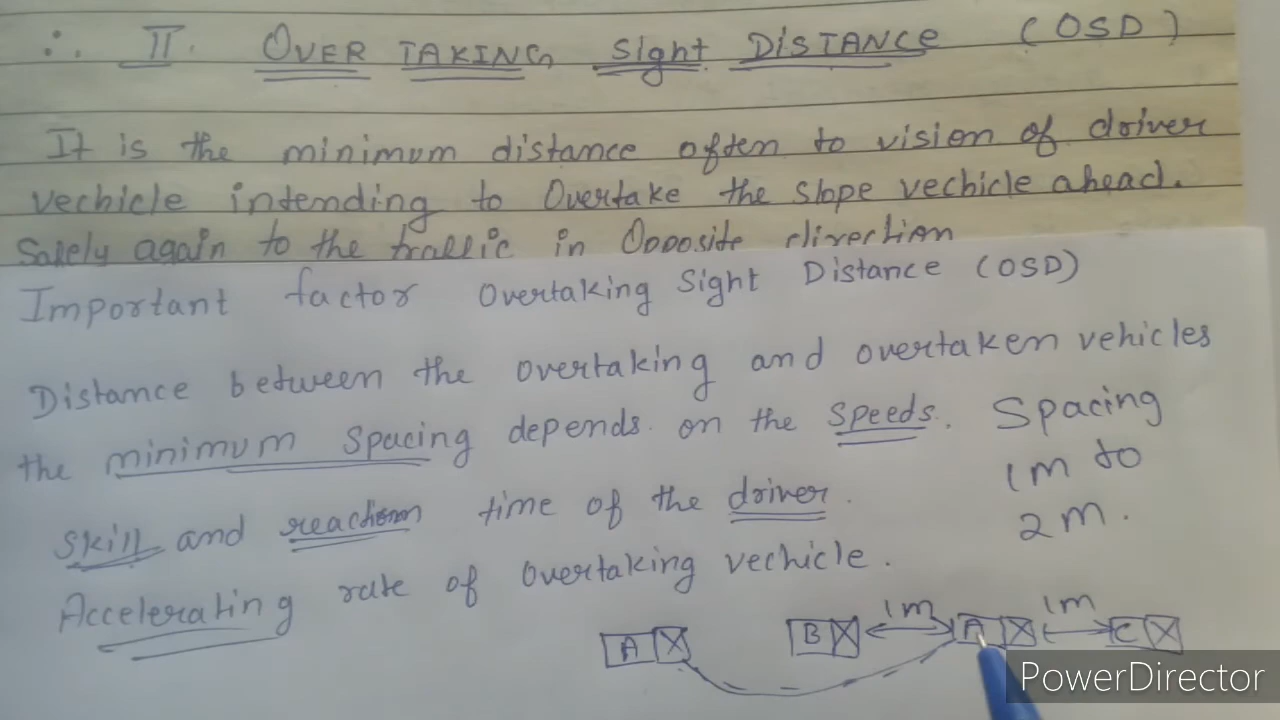 ∴ II. OVER TAKING Sight DISTANCE (OSD)
It is the minimum distance often to vision of driver
vechicle intending to Overtake the slope vechicle ahead.
Safely again to the traffic in Opposite direction
Important factor Overtaking Sight Distance (OSD)
Distance between the overtaking and overtaken vehicles
the minimum Spacing depends on the Speeds. Spacing
1m to
2m.
Skill and reaction time of the driver.
Accelerating rate of Overtaking vechicle.
A B 1m A 1m C
PowerDirector